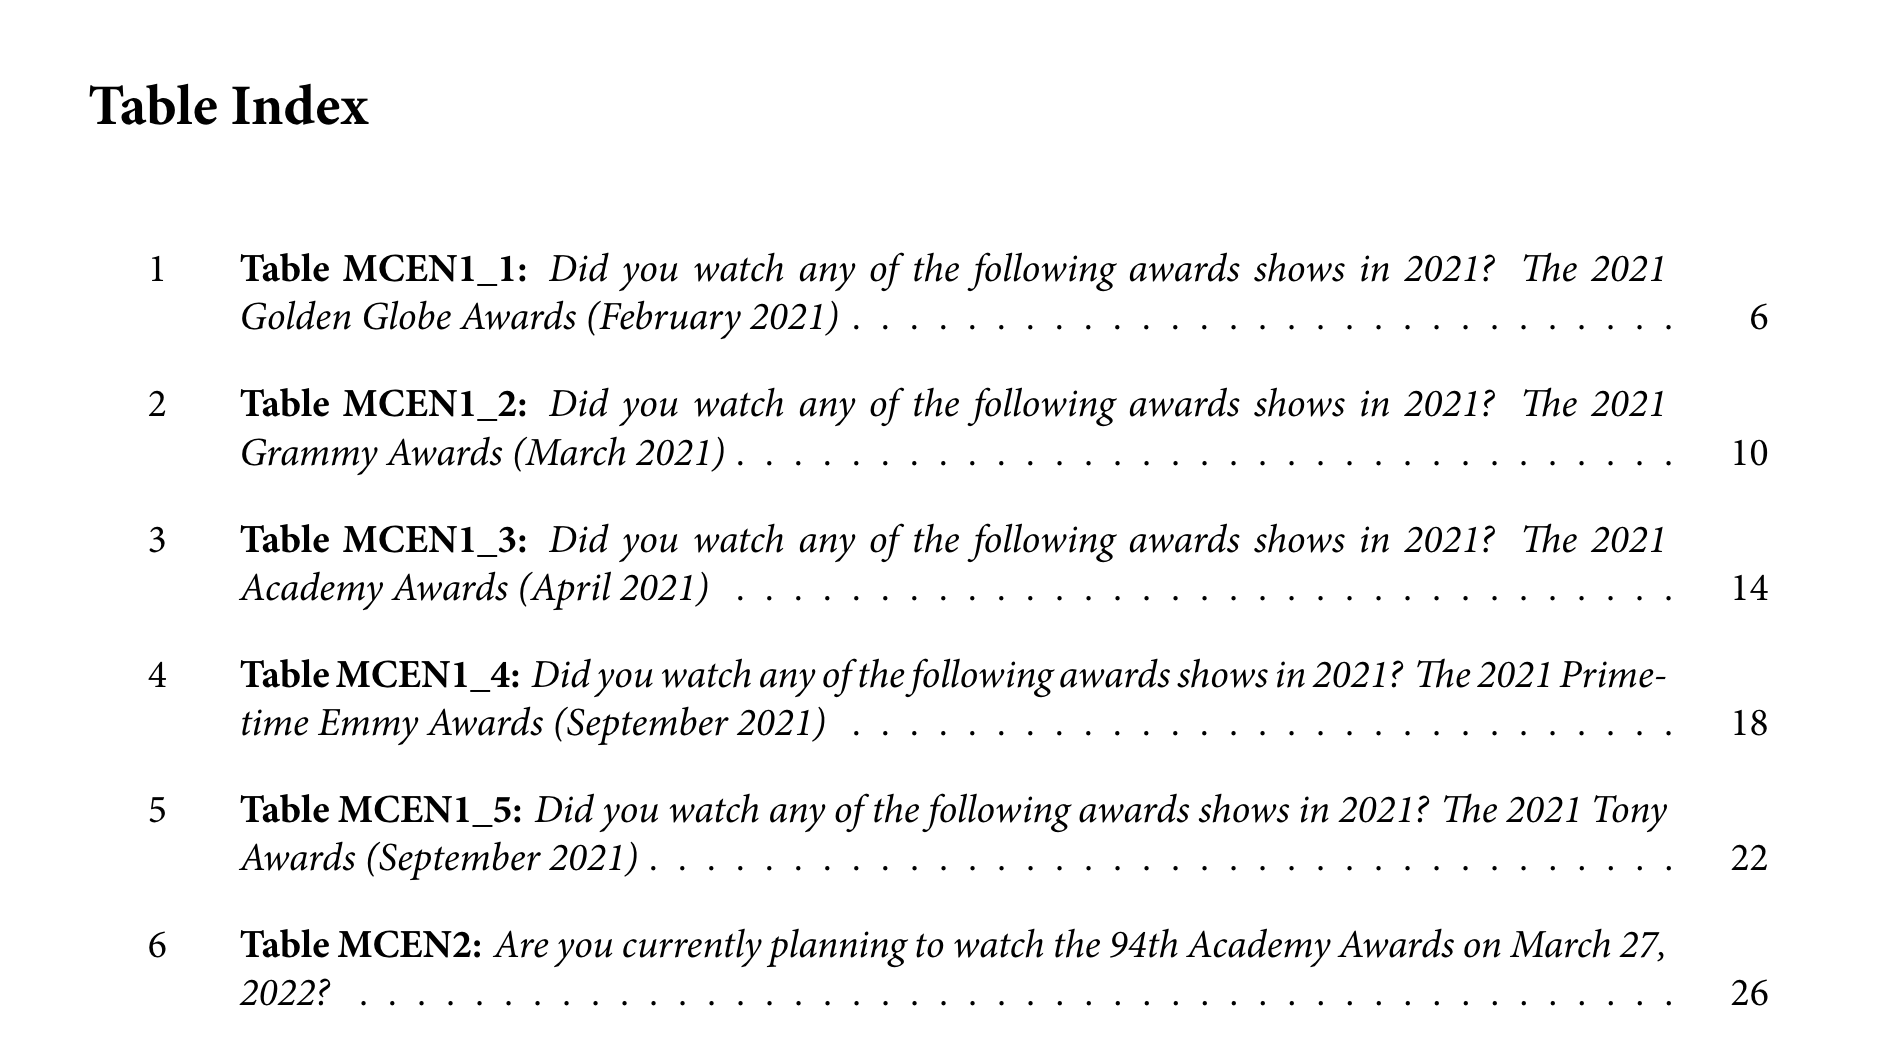 Table Index
1 Table MCEN1_1: Did you watch any of the following awards shows in 2021? The 2021
Golden Globe Awards (February 2021) . . . . . . . . . . . . . . . . . . . . . . . . . . . . . 6
2 Table MCEN1_2: Did you watch any of the following awards shows in 2021? The 2021
Grammy Awards (March 2021) . . . . . . . . . . . . . . . . . . . . . . . . . . . . . . . . . 10
3 Table MCEN1_3: Did you watch any of the following awards shows in 2021? The 2021
Academy Awards (April 2021) . . . . . . . . . . . . . . . . . . . . . . . . . . . . . . . . . 14
4 Table MCEN1_4: Did you watch any of the following awards shows in 2021? The 2021 Prime-
time Emmy Awards (September 2021) . . . . . . . . . . . . . . . . . . . . . . . . . . . . . 18
5 Table MCEN1_5: Did you watch any of the following awards shows in 2021? The 2021 Tony
Awards (September 2021) . . . . . . . . . . . . . . . . . . . . . . . . . . . . . . . . . . . . 22
6 Table MCEN2: Are you currently planning to watch the 94th Academy Awards on March 27,
2022? . . . . . . . . . . . . . . . . . . . . . . . . . . . . . . . . . . . . . . . . . . . . . . 26